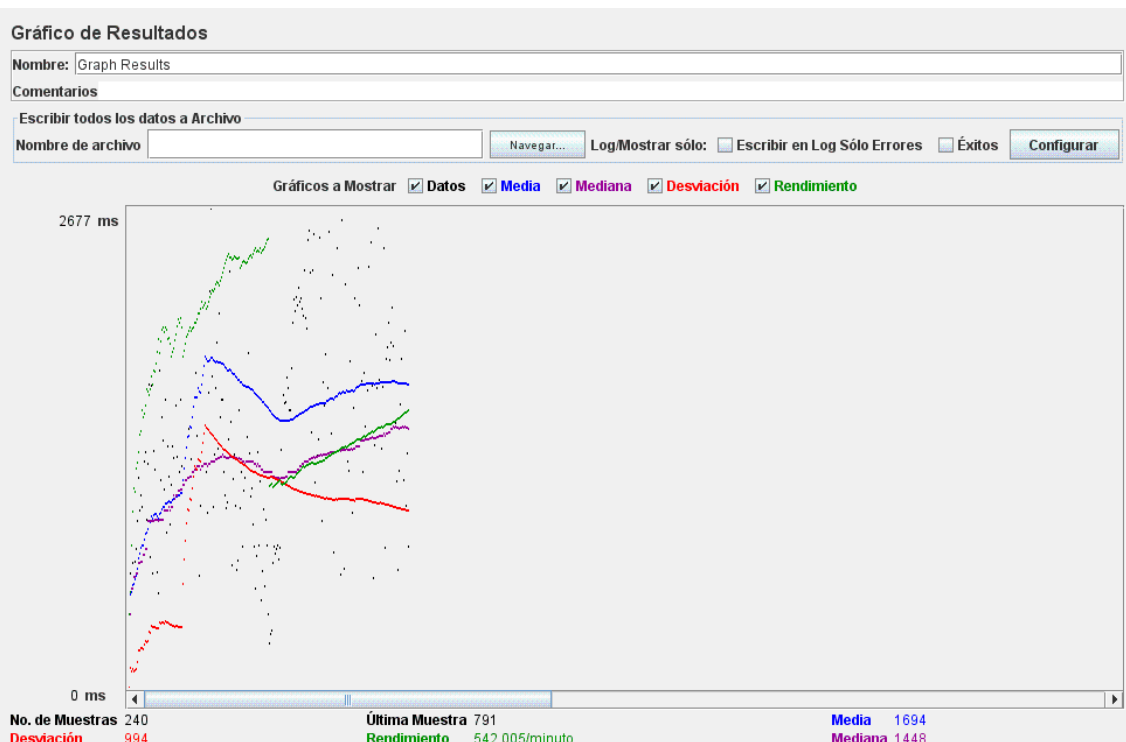 Gráfico de Resultados
Nombre: Graph Results
Comentarios
Escribir todos los datos a Archivo
Nombre de archivo Navegar... Log/Mostrar sólo: Escribir en Log Sólo Errores Éxitos Configurar
Gráficos a Mostrar Datos Media Mediana Desviación Rendimiento
2677 ms
0 ms
No. de Muestras 240 Última Muestra 791 Media 1694
Desviación 994 Rendimiento 542.005/minuto Mediana 1448